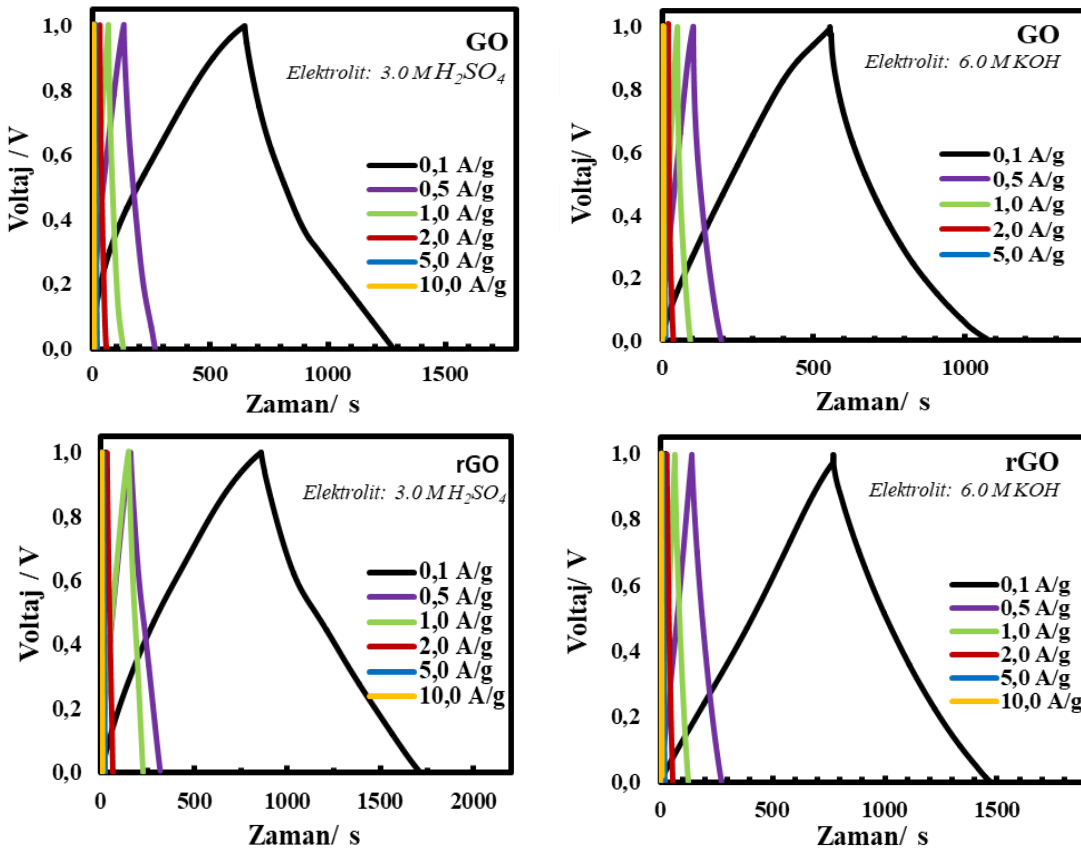 GO
Elektrolit: 3.0 M H₂SO₄
Voltaj / V
1,0
0,8
0,6
0,4
0,2
0,0
0,1 A/g
0,5 A/g
1,0 A/g
2,0 A/g
5,0 A/g
10,0 A/g
0
500
1000
1500
Zaman/ s
GO
Elektrolit: 6.0 M KOH
Voltaj/ V
1,0
0,8
0,6
0,4
0,2
0,0
0,1 A/g
0,5 A/g
1,0 A/g
2,0 A/g
5,0 A/g
0
500
1000
Zaman/ s
rGO
Elektrolit: 3.0 M H₂SO₄
Voltaj / V
1,0
0,8
0,6
0,4
0,2
0,0
0,1 A/g
0,5 A/g
1,0 A/g
2,0 A/g
5,0 A/g
10,0 A/g
0
500
1000
1500
2000
Zaman/ s
rGO
Elektrolit: 6.0 M KOH
Voltaj/ V
1,0
0,8
0,6
0,4
0,2
0,0
0,1 A/g
0,5 A/g
1,0 A/g
2,0 A/g
5,0 A/g
10,0 A/g
0
500
1000
1500
Zaman/ s